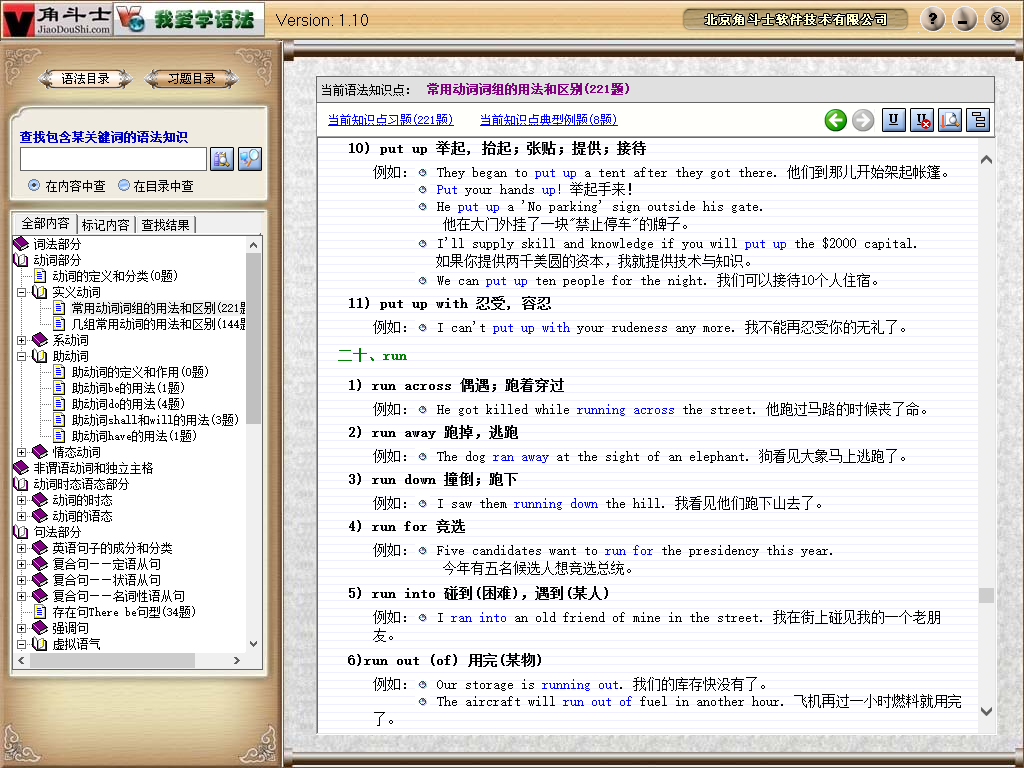 角斗士
JiaoDouShi.com
我爱学语法
Version: 1.10
北京角斗士软件技术有限公司
语法目录
习题目录
查找包含某关键词的语法知识
在内容中查
在目录中查
全部内容
标记内容
查找结果
词法部分
动词部分
动词的定义和分类(0题)
实义动词
常用动词词组的用法和区别(221题
几组常用动词的用法和区别(144题
系动词
助动词
助动词的定义和作用(0题)
助动词be的用法(1题)
助动词do的用法(4题)
助动词shall和will的用法(3题)
助动词have的用法(1题)
情态动词
非谓语动词和独立主格
动词时态语态部分
动词的时态
动词的语态
句法部分
英语句子的成分和分类
复合句——定语从句
复合句——状语从句
复合句——名词性语从句
存在句There be句型(34题)
强调句
虚拟语气
当前语法知识点： 常用动词词组的用法和区别(221题)
当前知识点习题(221题)
当前知识点典型例题(8题)
10) put up 举起，抬起；张贴；提供；接待
例如： They began to put up a tent after they got there. 他们到那儿开始架起帐篷。
Put your hands up! 举起手来!
He put up a 'No parking' sign outside his gate.
他在大门外挂了一块"禁止停车"的牌子。
I'll supply skill and knowledge if you will put up the $2000 capital.
如果你提供两千美圆的资本，我就提供技术与知识。
We can put up ten people for the night. 我们可以接待10个人住宿。
11) put up with 忍受，容忍
例如： I can't put up with your rudeness any more. 我不能再忍受你的无礼了。
二十、run
1) run across 偶遇；跑着穿过
例如： He got killed while running across the street. 他跑过马路的时候丧了命。
2) run away 跑掉，逃跑
例如： The dog ran away at the sight of an elephant. 狗看见大象马上逃跑了。
3) run down 撞倒；跑下
例如： I saw them running down the hill. 我看见他们跑下山去了。
4) run for 竞选
例如： Five candidates want to run for the presidency this year.
今年有五名候选人想竞选总统。
5) run into 碰到(困难)，遇到(某人)
例如： I ran into an old friend of mine in the street. 我在街上碰见我的一个老朋
友。
6)run out (of) 用完(某物)
例如： Our storage is running out. 我们的库存快没有了。
The aircraft will run out of fuel in another hour. 飞机再过一小时燃料就用完
了。